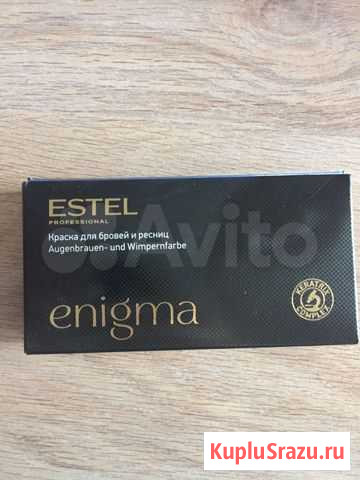 ESTEL
PROFESSIONAL
Краска для бровей и ресниц
Augenbrauen- und Wimpernfarbe
Avito
enigma
KERATRIX
COMPLEX
KupluSrazu.ru